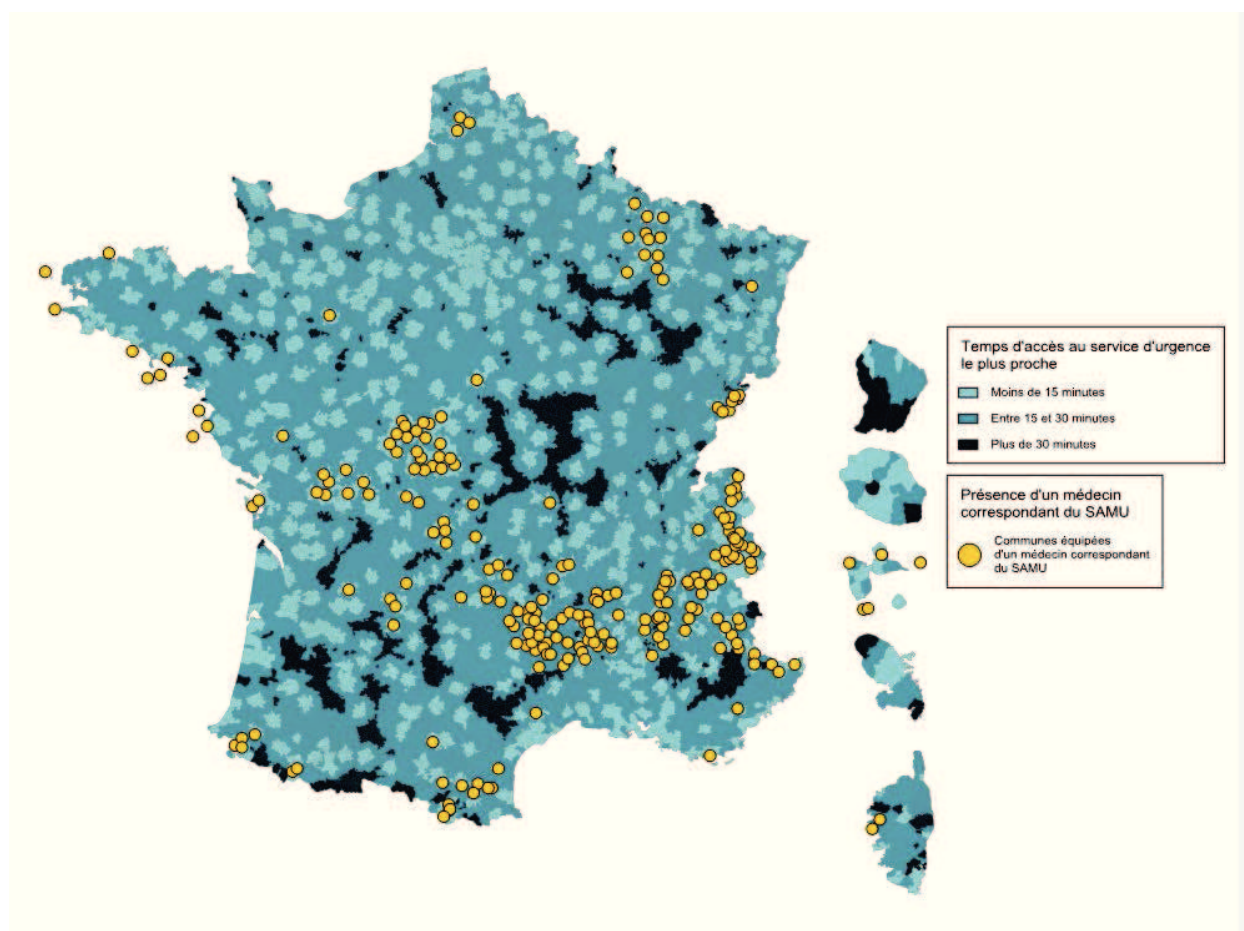 Temps d'accès au service d'urgence
le plus proche
Moins de 15 minutes
Entre 15 et 30 minutes
Plus de 30 minutes
Présence d'un médecin
correspondant du SAMU
Communes équipées
d'un médecin correspondant
du SAMU